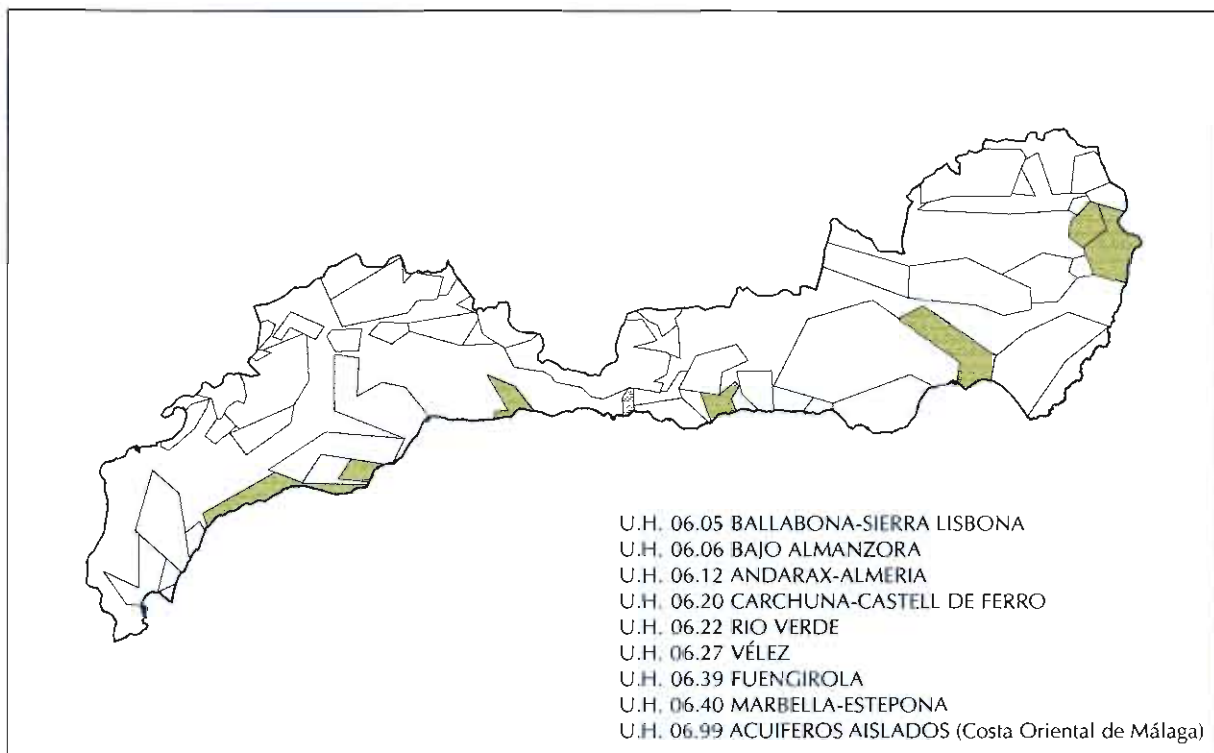 U.H. 06.05 BALLABONA-SIERRA LISBONA
U.H. 06.06 BAJO ALMANZORA
U.H. 06.12 ANDARAX-ALMERIA
U.H. 06.20 CARCHUNA-CASTELL DE FERRO
U.H. 06.22 RIO VERDE
U.H. 06.27 VÉLEZ
U.H. 06.39 FUENGIROLA
U.H. 06.40 MARBELLA-ESTEPONA
U.H. 06.99 ACUIFEROS AISLADOS (Costa Oriental de Málaga)